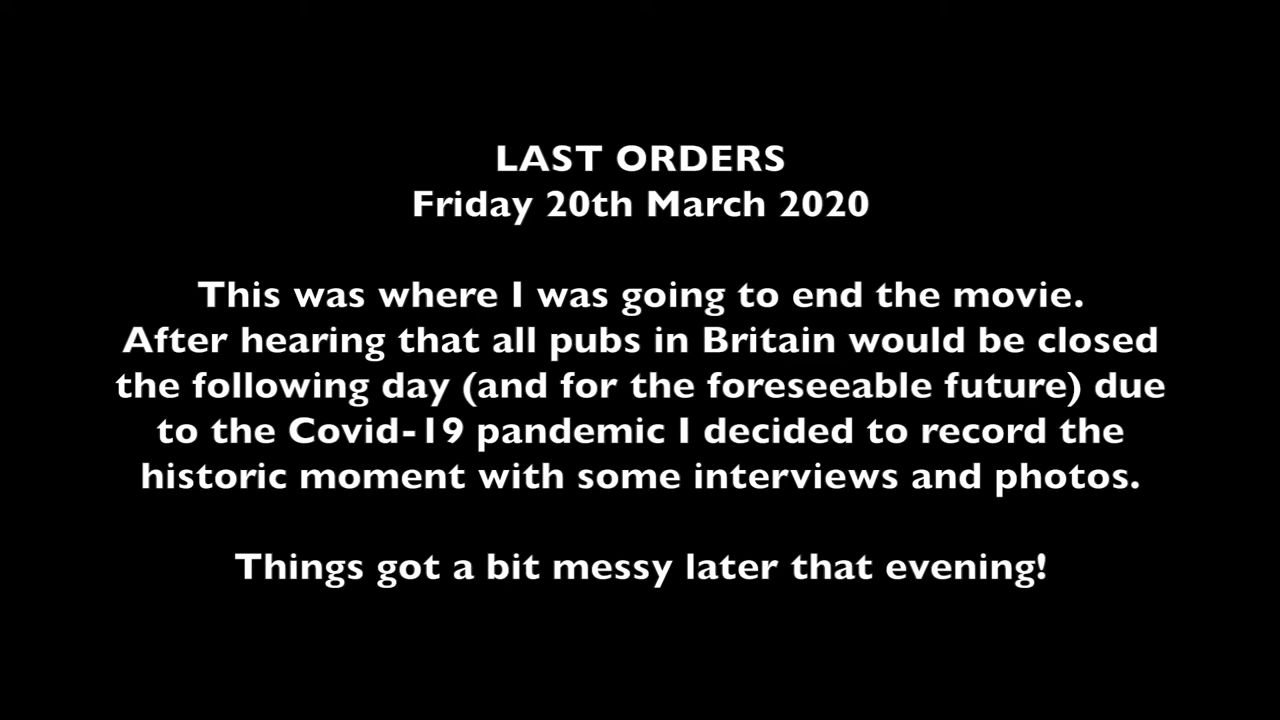 LAST ORDERS
Friday 20th March 2020
This was where I was going to end the movie.
After hearing that all pubs in Britain would be closed
the following day (and for the foreseeable future) due
to the Covid-19 pandemic I decided to record the
historic moment with some interviews and photos.
Things got a bit messy later that evening!